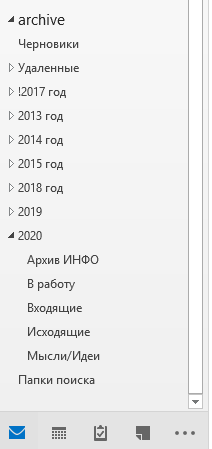 archive
Черновики
Удаленные
!2017 год
2013 год
2014 год
2015 год
2018 год
2019
2020
Архив ИНФО
В работу
Входящие
Исходящие
Мысли/Идеи
Папки поиска